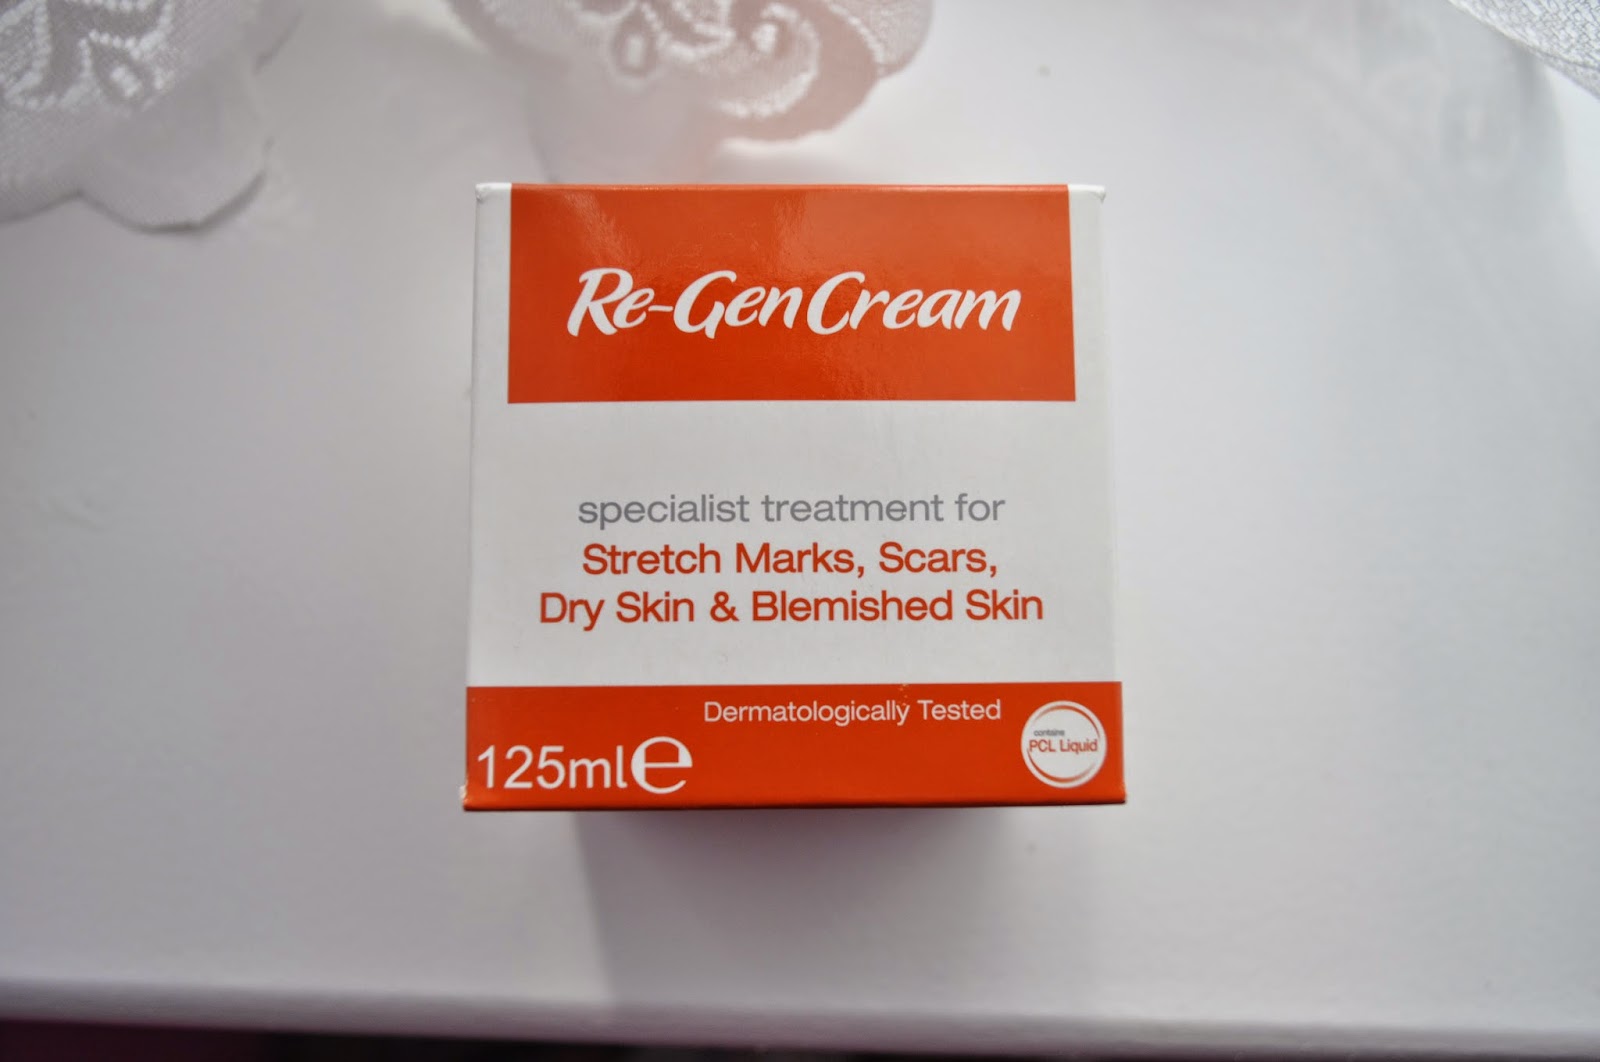 Re-Gen Cream
specialist treatment for
Stretch Marks, Scars,
Dry Skin & Blemished Skin
Dermatologically Tested
125ml℮
contains
PCL Liquid